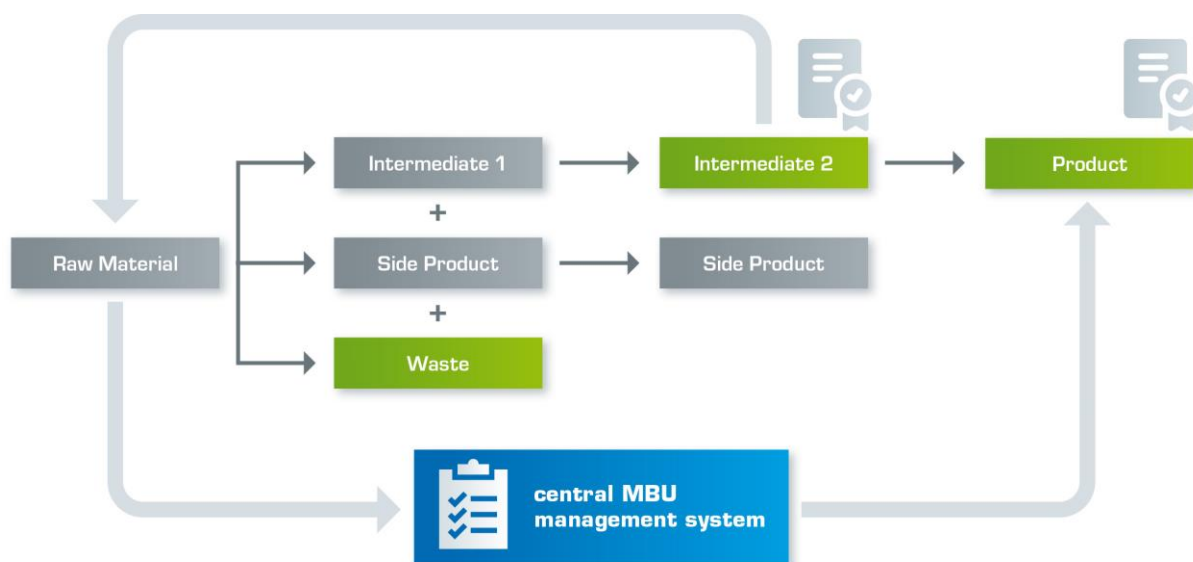 Intermediate 1
Intermediate 2
Product
+
Raw Material
Side Product
Side Product
+
Waste
central MBU
management system